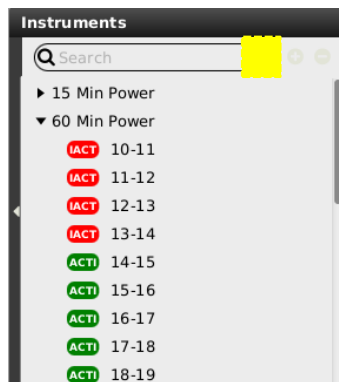 Instruments
Search
15 Min Power
60 Min Power
IACT 10-11
IACT 11-12
IACT 12-13
IACT 13-14
ACTI 14-15
ACTI 15-16
ACTI 16-17
ACTI 17-18
ACTI 18-19